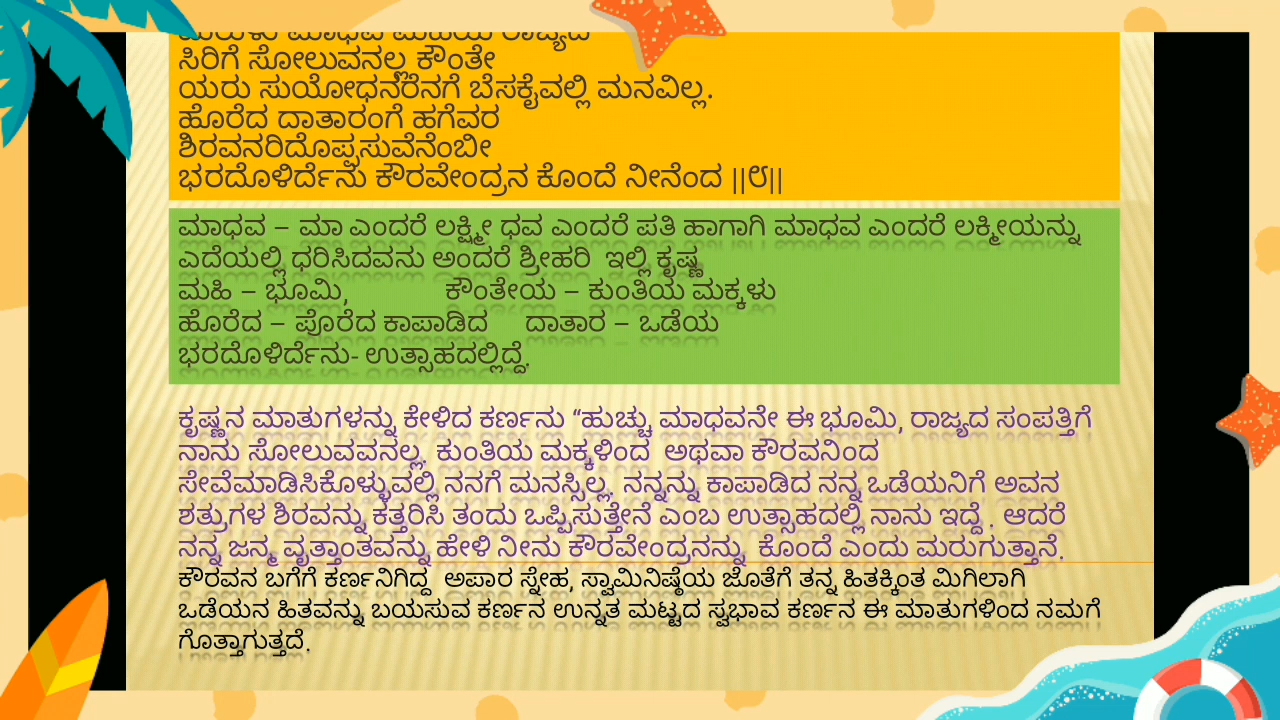 ಮರುಳು ಮಾಧವ ಮಹಿಯ ರಾಜ್ಯದ
ಸಿರಿಗೆ ಸೋಲುವನಲ್ಲ ಕೌಂತೇ
ಯರು ಸುಯೋಧನರೆನಗೆ ಬೆಸಕೈವಲ್ಲಿ ಮನವಿಲ್ಲ.
ಹೊರೆದ ದಾತಾರಂಗೆ ಹಗೆವರ
ಶಿರವನರಿದೊಪ್ಪಸುವೆನೆಂಬೀ
ಭರದೊಳಿರ್ದೆನು ಕೌರವೇಂದ್ರನ ಕೊಂದೆ ನೀನೆಂದ ||೮||
ಮಾಧವ – ಮಾ ಎಂದರೆ ಲಕ್ಷ್ಮೀ ಧವ ಎಂದರೆ ಪತಿ ಹಾಗಾಗಿ ಮಾಧವ ಎಂದರೆ ಲಕ್ಮೀಯನ್ನು
ಎದೆಯಲ್ಲಿ ಧರಿಸಿದವನು ಅಂದರೆ ಶ್ರೀಹರಿ ಇಲ್ಲಿ ಕೃಷ್ಣ
ಮಹಿ – ಭೂಮಿ, ಕೌಂತೇಯ – ಕುಂತಿಯ ಮಕ್ಕಳು
ಹೊರೆದ – ಪೊರೆದ ಕಾಪಾಡಿದ ದಾತಾರ – ಒಡೆಯ
ಭರದೊಳಿರ್ದೆನು- ಉತ್ಸಾಹದಲ್ಲಿದ್ದೆ.
ಕೃಷ್ಣನ ಮಾತುಗಳನ್ನು ಕೇಳಿದ ಕರ್ಣನು "ಹುಚ್ಚು ಮಾಧವನೇ ಈ ಭೂಮಿ, ರಾಜ್ಯದ ಸಂಪತ್ತಿಗೆ
ನಾನು ಸೋಲುವವನಲ್ಲ. ಕುಂತಿಯ ಮಕ್ಕಳಿಂದ ಅಥವಾ ಕೌರವನಿಂದ
ಸೇವೆಮಾಡಿಸಿಕೊಳ್ಳುವಲ್ಲಿ ನನಗೆ ಮನಸ್ಸಿಲ್ಲ. ನನ್ನನ್ನು ಕಾಪಾಡಿದ ನನ್ನ ಒಡೆಯನಿಗೆ ಅವನ
ಶತ್ರುಗಳ ಶಿರವನ್ನು ಕತ್ತರಿಸಿ ತಂದು ಒಪ್ಪಿಸುತ್ತೇನೆ ಎಂಬ ಉತ್ಸಾಹದಲ್ಲಿ ನಾನು ಇದ್ದೆ . ಆದರೆ
ನನ್ನ ಜನ್ಮ ವೃತ್ತಾಂತವನ್ನು ಹೇಳಿ ನೀನು ಕೌರವೇಂದ್ರನನ್ನು ಕೊಂದೆ ಎಂದು ಮರುಗುತ್ತಾನೆ.
ಕೌರವನ ಬಗೆಗೆ ಕರ್ಣನಿಗಿದ್ದ ಅಪಾರ ಸ್ನೇಹ, ಸ್ವಾಮಿನಿಷ್ಠೆಯ ಜೊತೆಗೆ ತನ್ನ ಹಿತಕ್ಕಿಂತ ಮಿಗಿಲಾಗಿ
ಒಡೆಯನ ಹಿತವನ್ನು ಬಯಸುವ ಕರ್ಣನ ಉನ್ನತ ಮಟ್ಟದ ಸ್ವಭಾವ ಕರ್ಣನ ಈ ಮಾತುಗಳಿಂದ ನಮಗೆ
ಗೊತ್ತಾಗುತ್ತದೆ.